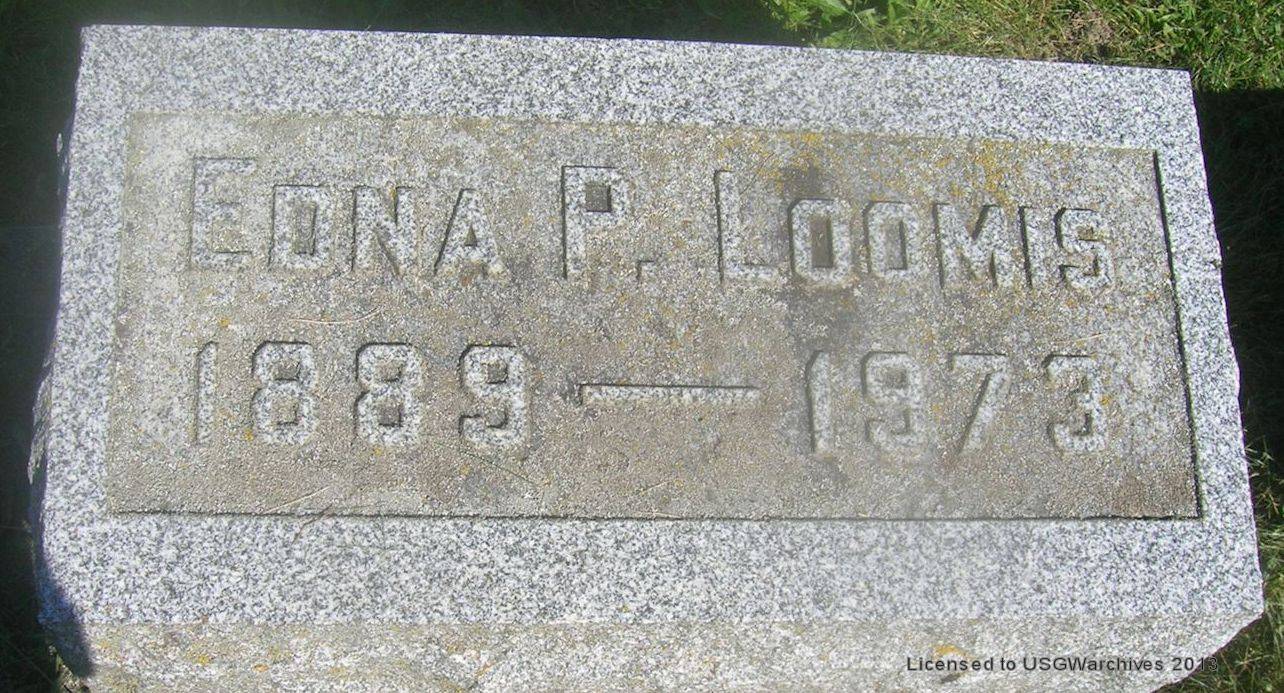 EDNA P. LOOMIS
1889 — 1973
Licensed to USGWarchives 2013